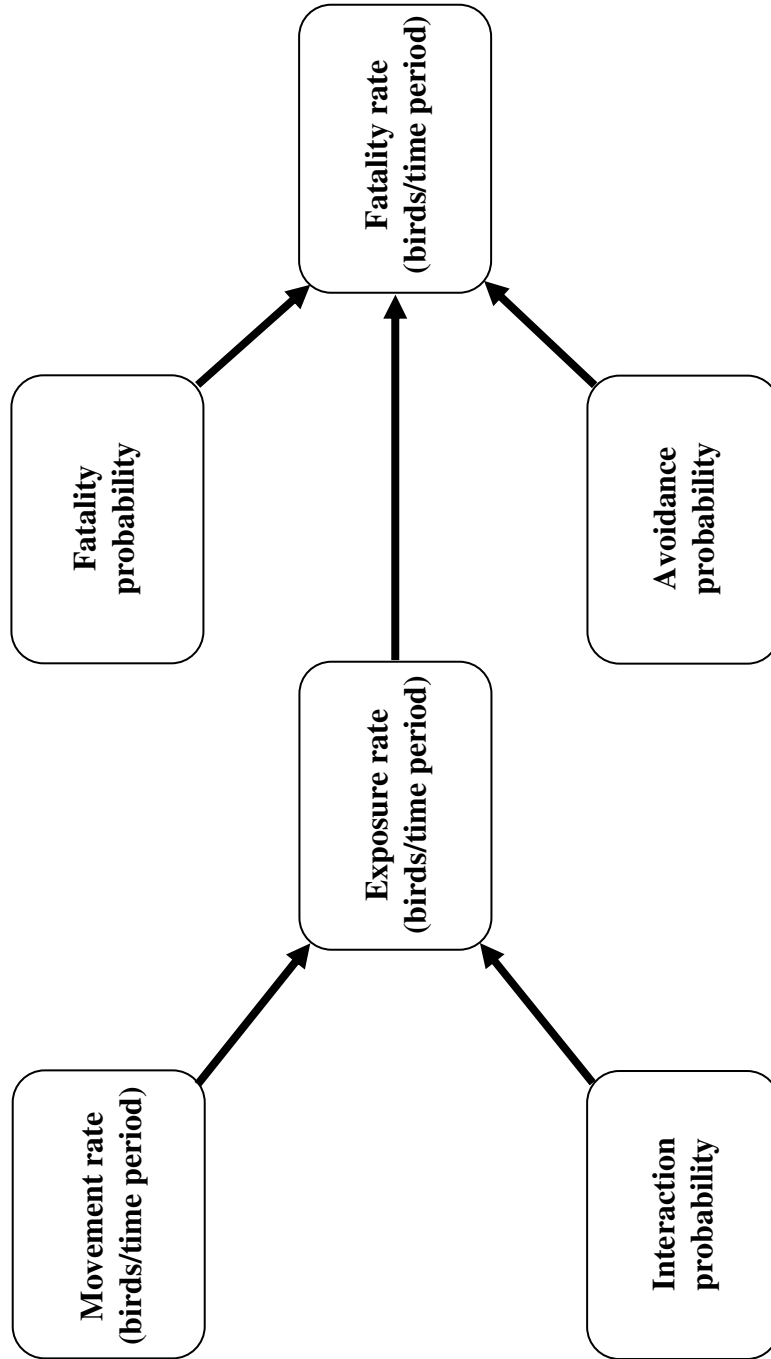 Movement rate
(birds/time period)
Fatality
probability
Exposure rate
(birds/time period)
Fatality rate
(birds/time period)
Interaction
probability
Avoidance
probability